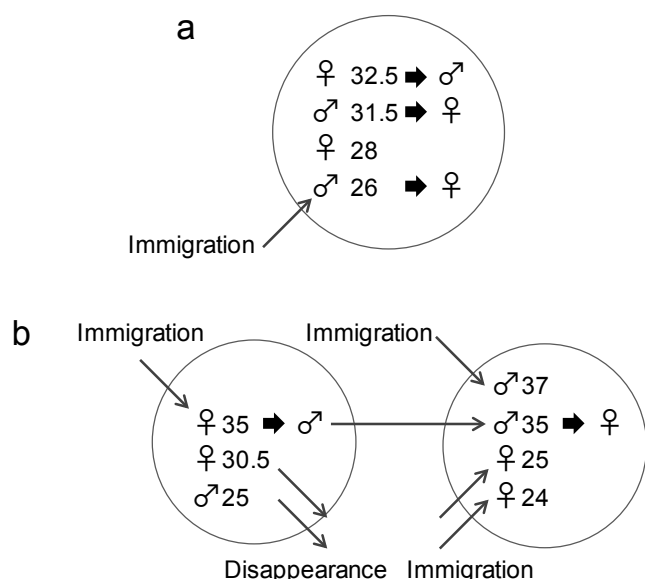 a
♀ 32.5 ➡ ♂
♂ 31.5 ➡ ♀
♀ 28
♂ 26 ➡ ♀
Immigration
b
Immigration
♀ 35 ➡ ♂
♀ 30.5
♂ 25
Disappearance
Immigration
♂ 37
♂ 35 ➡ ♀
♀ 25
♀ 24
Immigration